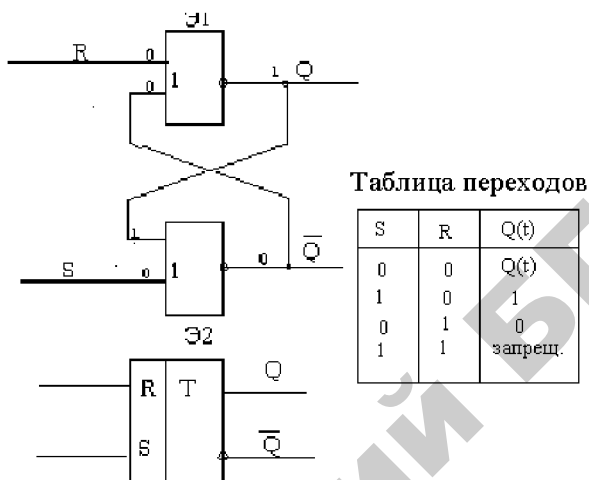 Э1
R 0
0 1
1 Q
1
S 0 1
0 Q̅
Э2
R T Q
S Q̅
Таблица переходов
S R Q(t)
0 0 Q(t)
1 0 1
0 1 0
1 1 запрещ.